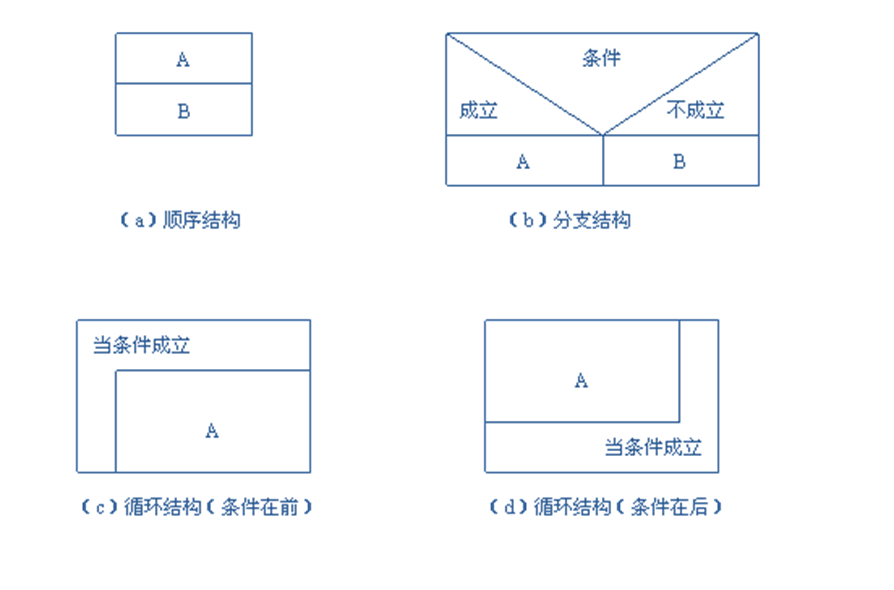 A
B
(a)顺序结构
条件
成立
不成立
A
B
(b)分支结构
当条件成立
A
(c)循环结构(条件在前)
A
当条件成立
(d)循环结构(条件在后)